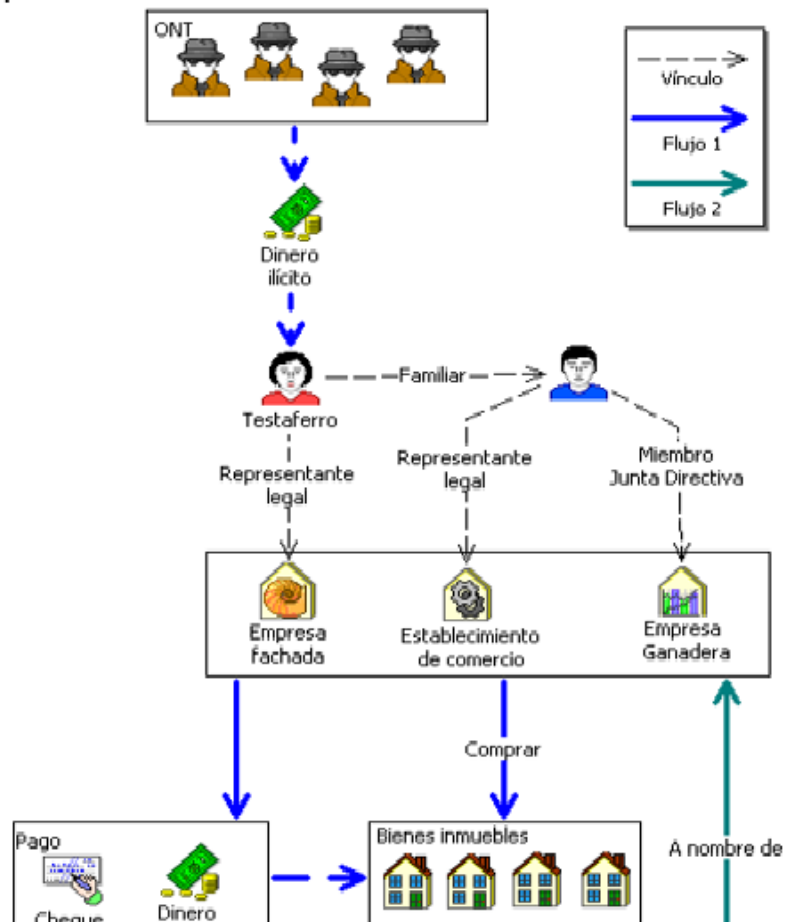 ONT
Vínculo
Flujo 1
Flujo 2
Dinero
ilícito
Familiar
Testaferro
Representante
legal
Representante
legal
Miembro
Junta Directiva
Empresa
fachada
Establecimiento
de comercio
Empresa
Ganadera
Comprar
Pago
Bienes inmuebles
A nombre de
Cheque
Dinero